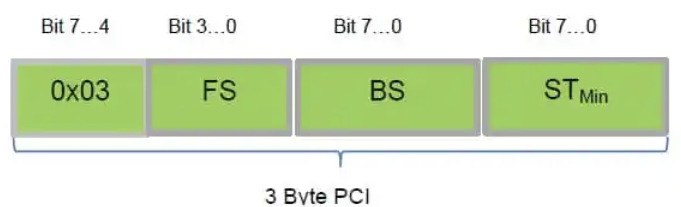 Bit 7…4 Bit 3…0 Bit 7…0 Bit 7…0
0x03 FS BS STMin
3 Byte PCI